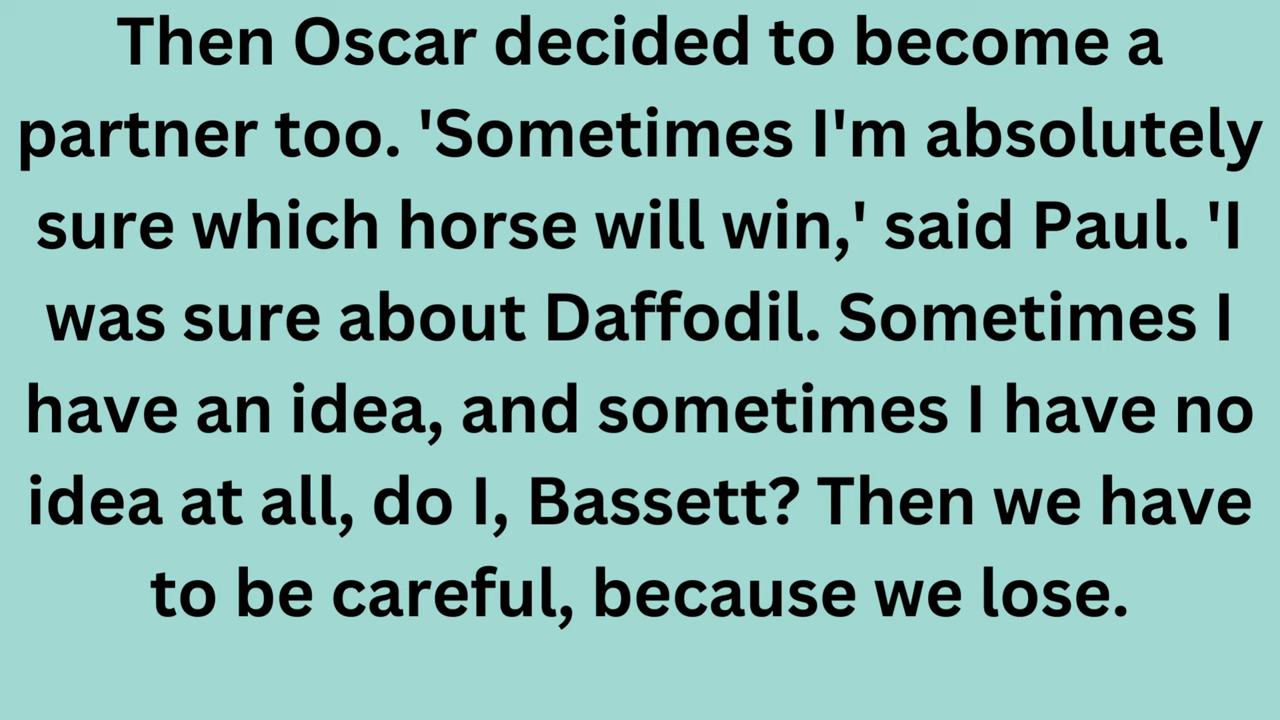 Then Oscar decided to become a
partner too. 'Sometimes I'm absolutely
sure which horse will win,' said Paul. 'I
was sure about Daffodil. Sometimes I
have an idea, and sometimes I have no
idea at all, do I, Bassett? Then we have
to be careful, because we lose.